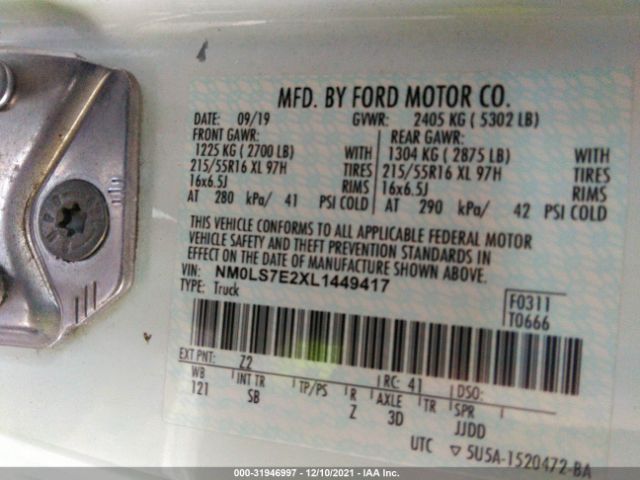 MFD. BY FORD MOTOR CO.
DATE: 09/19 GVWR: 2405 KG ( 5302 LB)
FRONT GAWR: REAR GAWR:
1225 KG ( 2700 LB) WITH 1304 KG ( 2875 LB) WITH
215/55R16 XL 97H TIRES 215/55R16 XL 97H TIRES
16x6.5J RIMS 16x6.5J RIMS
AT 280 kPa/ 41 PSI COLD AT 290 kPa/ 42 PSI COLD
THIS VEHICLE CONFORMS TO ALL APPLICABLE FEDERAL MOTOR
VEHICLE SAFETY AND THEFT PREVENTION STANDARDS IN
EFFECT ON THE DATE OF MANUFACTURE SHOWN ABOVE.
VIN: NM0LS7E2XL1449417
TYPE: Truck
F0311
T0666
EXT PNT: Z2 RC: 41 DSO:
WB INT TR TP/PS R AXLE TR SPR
121 SB Z 3D JJDD
UTC ▽ 5U5A-1520472-BA
000-31946997 - 12/10/2021 - IAA Inc.